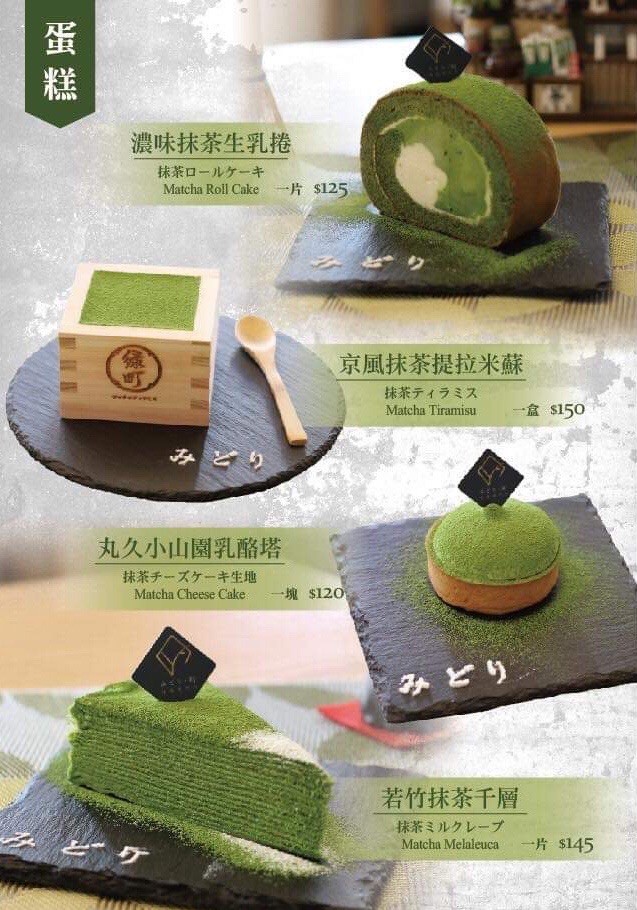 蛋糕
濃味抹茶生乳捲
抹茶ロールケーキ
Matcha Roll Cake 一片 $125
みどり
京風抹茶提拉米蘇
抹茶ティラミス
Matcha Tiramisu 一盒 $150
町
みどり
丸久小山園乳酪塔
抹茶チーズケーキ生地
Matcha Cheese Cake 一塊 $120
みどり
若竹抹茶千層
抹茶ミルクレープ
Matcha Melaleuca 一片 $145
みどり